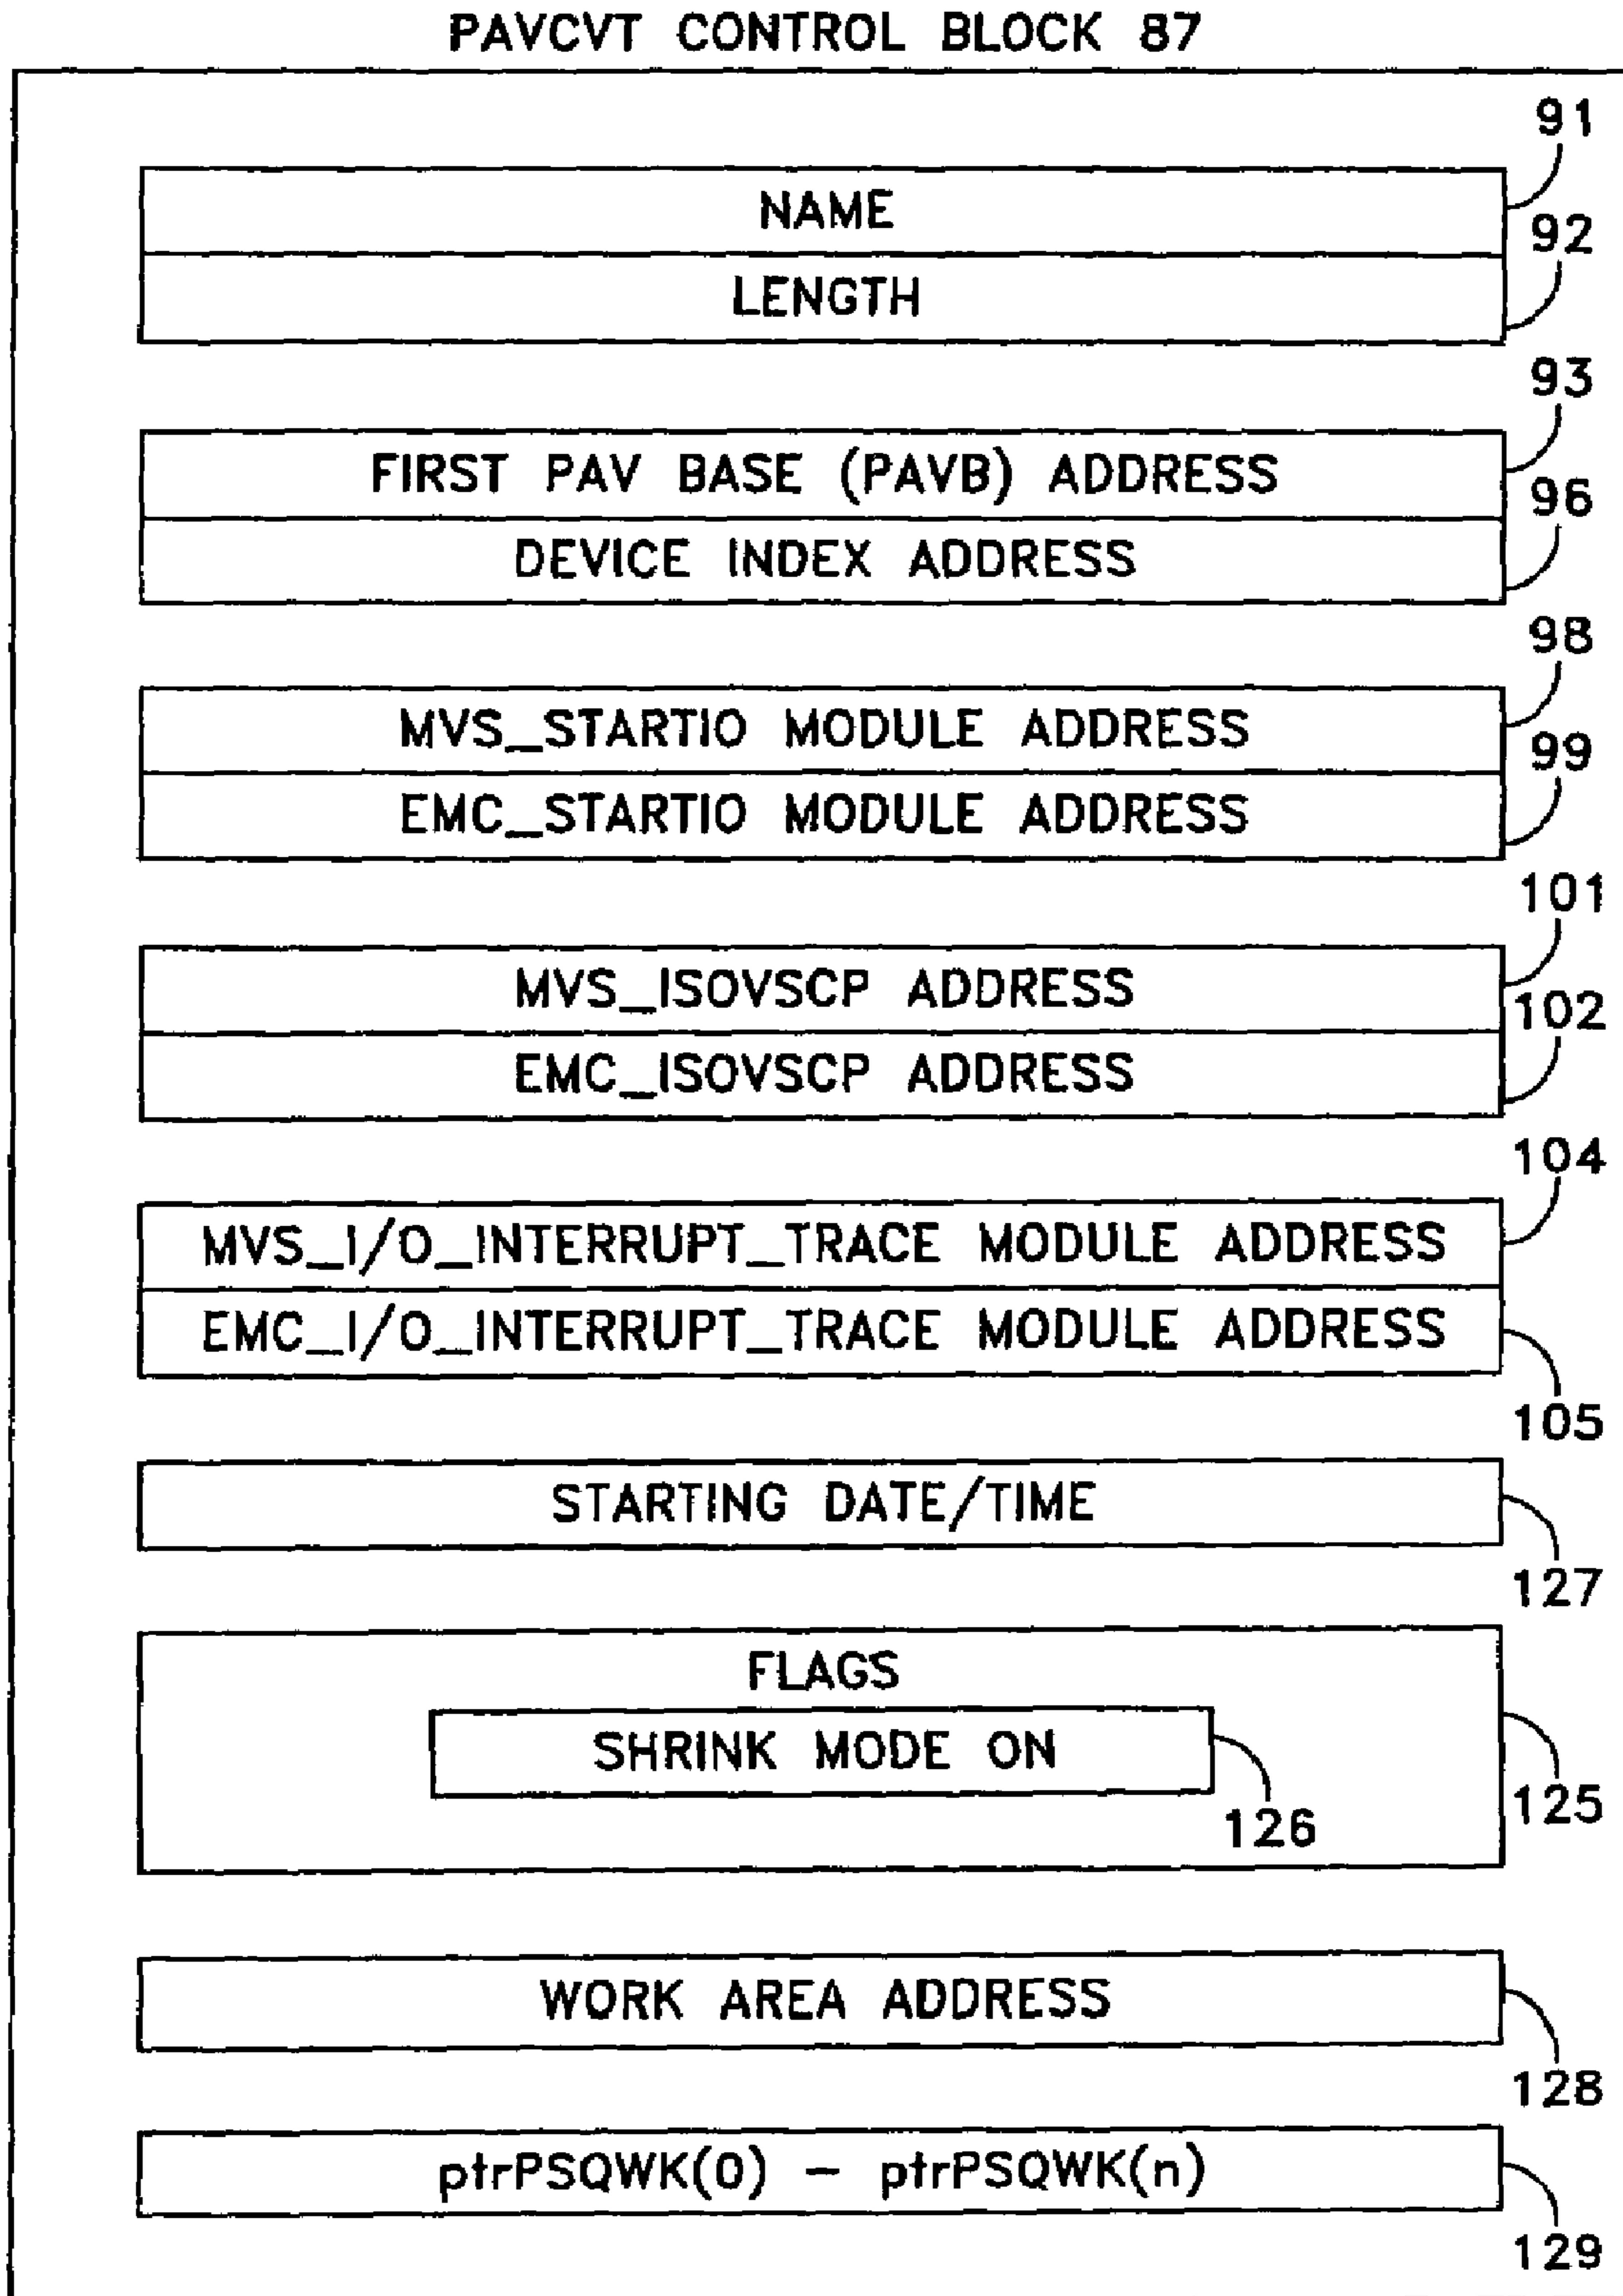 PAVCVT CONTROL BLOCK 87
91
NAME
92
LENGTH
93
FIRST PAV BASE (PAVB) ADDRESS
96
DEVICE INDEX ADDRESS
98
MVS_STARTIO MODULE ADDRESS
99
EMC_STARTIO MODULE ADDRESS
101
MVS_ISOVSCP ADDRESS
102
EMC_ISOVSCP ADDRESS
104
MVS_I/O_INTERRUPT_TRACE MODULE ADDRESS
EMC_I/O_INTERRUPT_TRACE MODULE ADDRESS
105
STARTING DATE/TIME
127
FLAGS
SHRINK MODE ON
125
126
WORK AREA ADDRESS
128
ptrPSQWK(0) – ptrPSQWK(n)
129